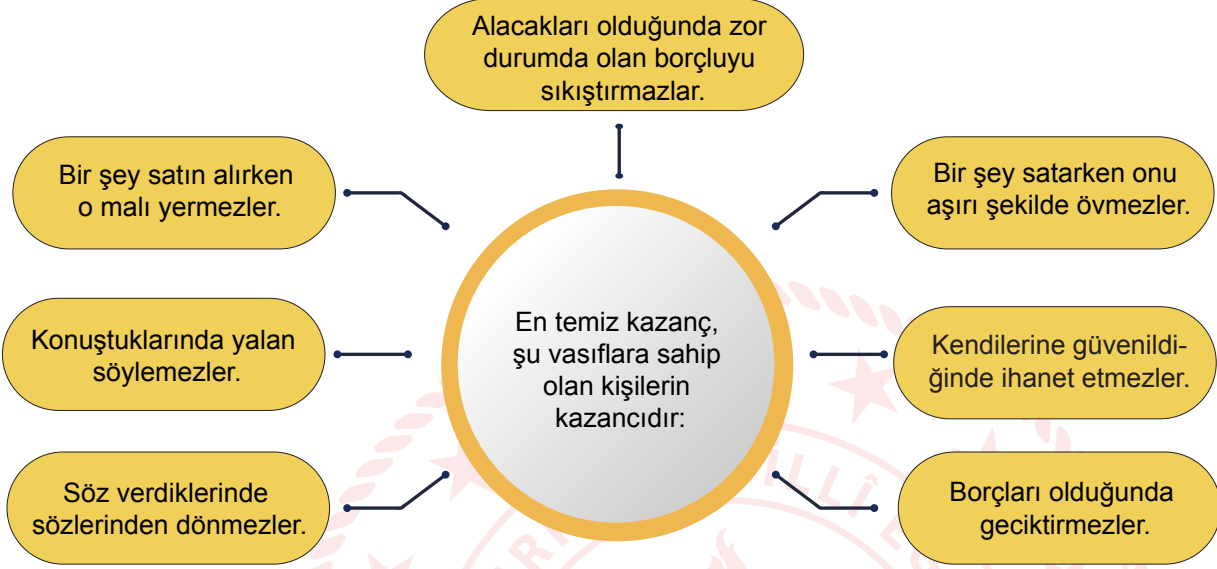 Alacakları olduğunda zor
durumda olan borçluyu
sıkıştırmazlar.
Bir şey satın alırken
o malı yermezler.
Bir şey satarken onu
aşırı şekilde övmezler.
En temiz kazanç,
şu vasıflara sahip
olan kişilerin
kazancıdır:
Konuştuklarında yalan
söylemezler.
Kendilerine güvenildi-
ğinde ihanet etmezler.
Söz verdiklerinde
sözlerinden dönmezler.
Borçları olduğunda
geciktirmezler.